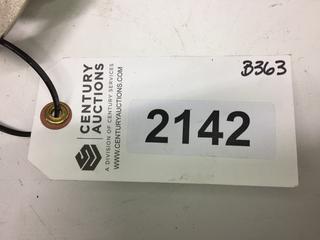 B363
CENTURY
AUCTIONS
A DIVISION OF CENTURY SERVICES
WWW.CENTURYAUCTIONS.COM
2142